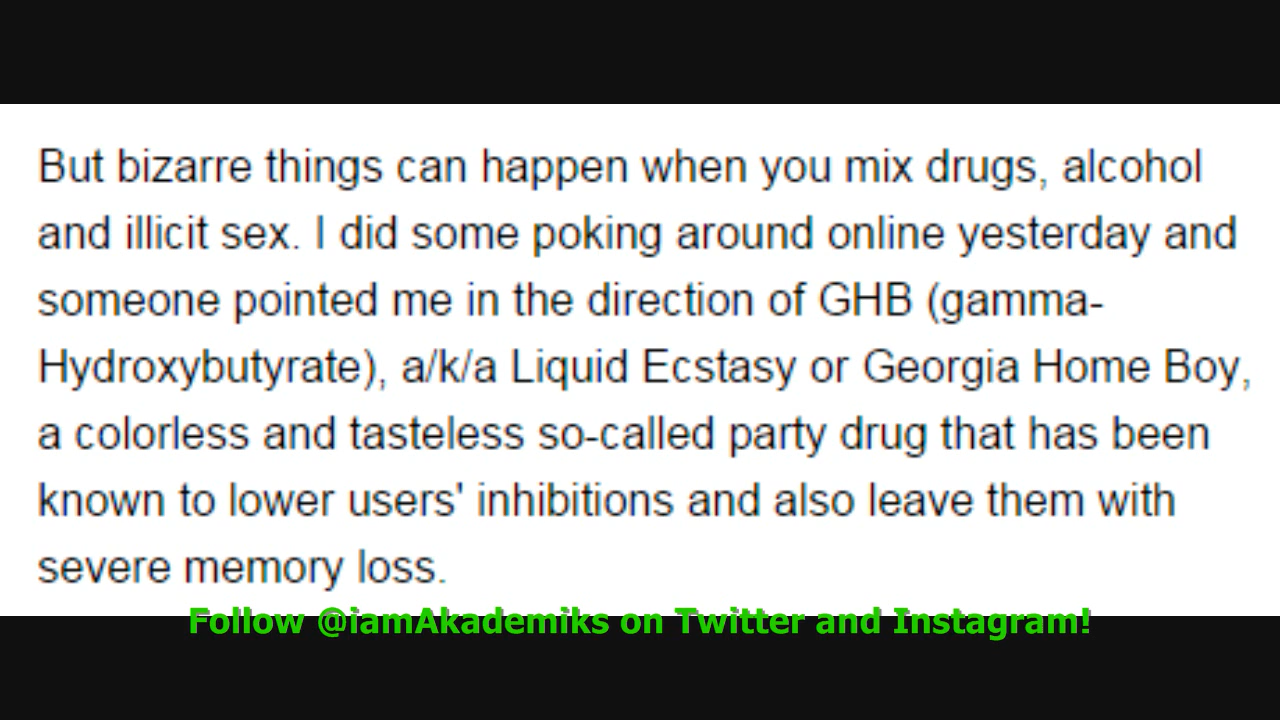 But bizarre things can happen when you mix drugs, alcohol
and illicit sex. I did some poking around online yesterday and
someone pointed me in the direction of GHB (gamma-
Hydroxybutyrate), a/k/a Liquid Ecstasy or Georgia Home Boy,
a colorless and tasteless so-called party drug that has been
known to lower users' inhibitions and also leave them with
severe memory loss.
Follow @iamAkademiks on Twitter and Instagram!